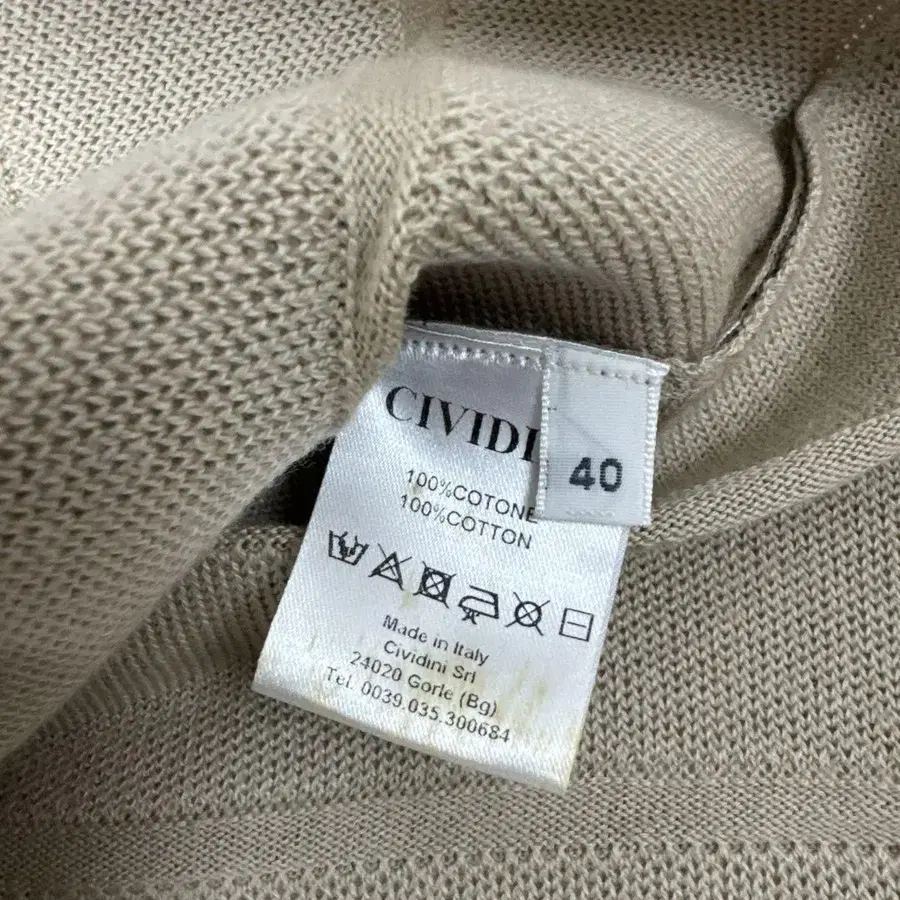 CIVIDI
40
100%COTONE
100%COTTON
Made in Italy
Cividini Srl
24020 Gorle (Bg)
Tel. 0039.035.300684